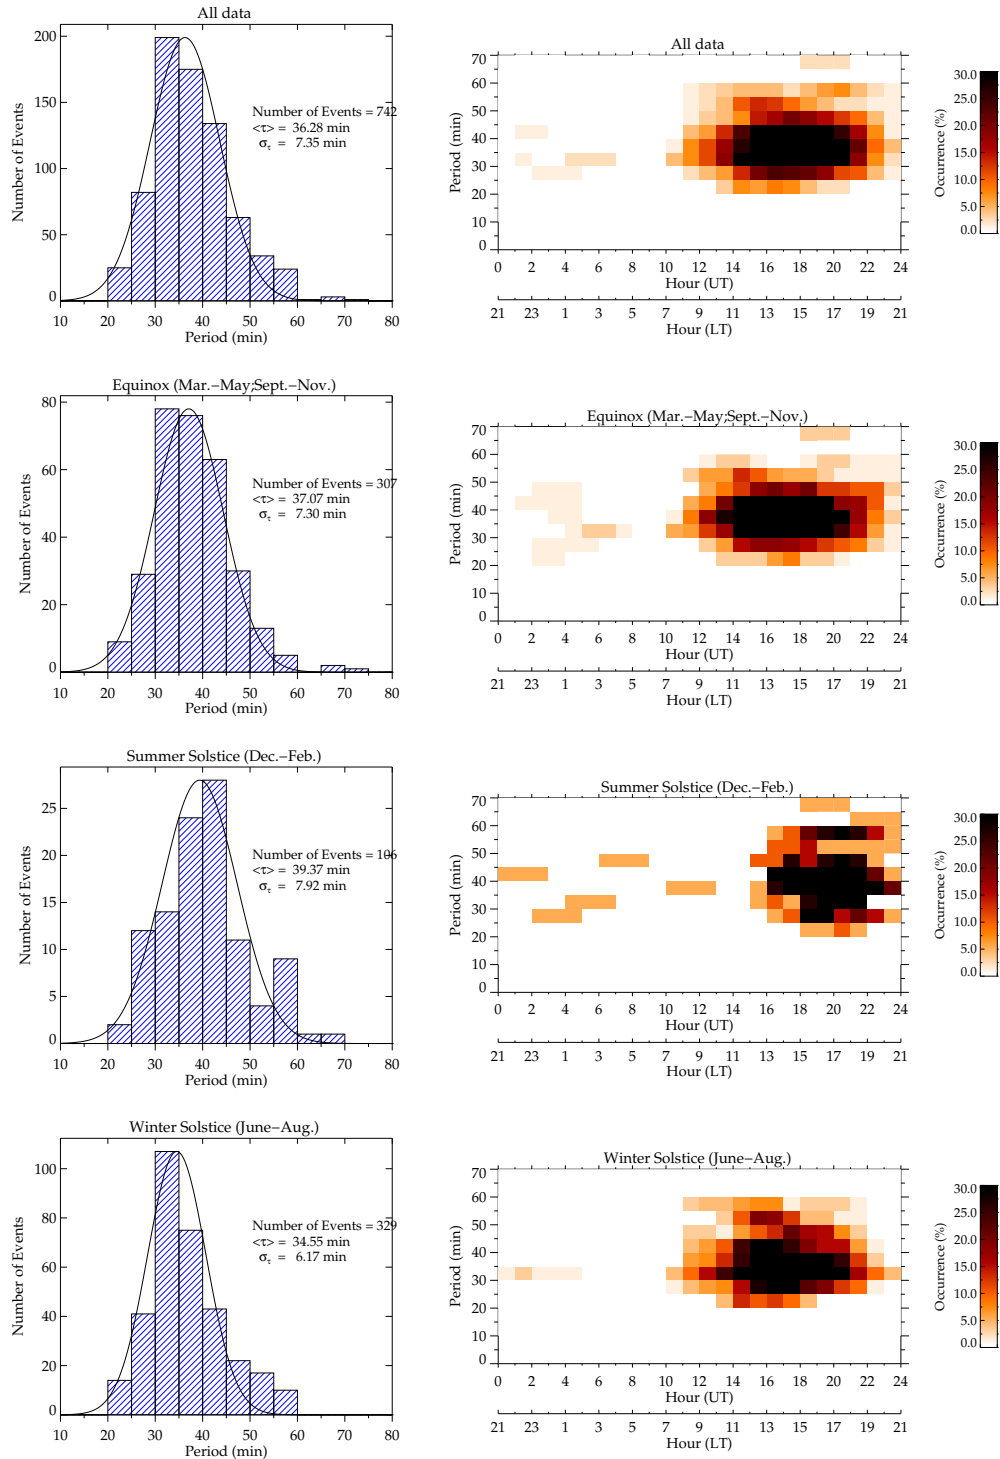 All data
200
150
100
50
0
Number of Events
Number of Events = 742
<τ> = 36.28 min
στ = 7.35 min
10 20 30 40 50 60 70 80
Period (min)
All data
70
60
50
40
30
20
10
0
Period (min)
0 2 4 6 8 10 12 14 16 18 20 22 24
Hour (UT)
21 23 1 3 5 7 9 11 13 15 17 19 21
Hour (LT)
30.0
25.0
20.0
15.0
10.0
5.0
0.0
Occurrence (%)
Equinox (Mar.−May;Sept.−Nov.)
80
60
40
20
0
Number of Events
Number of Events = 307
<τ> = 37.07 min
στ = 7.30 min
10 20 30 40 50 60 70 80
Period (min)
Equinox (Mar.−May;Sept.−Nov.)
70
60
50
40
30
20
10
0
Period (min)
0 2 4 6 8 10 12 14 16 18 20 22 24
Hour (UT)
21 23 1 3 5 7 9 11 13 15 17 19 21
Hour (LT)
30.0
25.0
20.0
15.0
10.0
5.0
0.0
Occurrence (%)
Summer Solstice (Dec.−Feb.)
25
20
15
10
5
0
Number of Events
Number of Events = 106
<τ> = 39.37 min
στ = 7.92 min
10 20 30 40 50 60 70 80
Period (min)
Summer Solstice (Dec.−Feb.)
70
60
50
40
30
20
10
0
Period (min)
0 2 4 6 8 10 12 14 16 18 20 22 24
Hour (UT)
21 23 1 3 5 7 9 11 13 15 17 19 21
Hour (LT)
30.0
25.0
20.0
15.0
10.0
5.0
0.0
Occurrence (%)
Winter Solstice (June−Aug.)
100
80
60
40
20
0
Number of Events
Number of Events = 329
<τ> = 34.55 min
στ = 6.17 min
10 20 30 40 50 60 70 80
Period (min)
Winter Solstice (June−Aug.)
70
60
50
40
30
20
10
0
Period (min)
0 2 4 6 8 10 12 14 16 18 20 22 24
Hour (UT)
21 23 1 3 5 7 9 11 13 15 17 19 21
Hour (LT)
30.0
25.0
20.0
15.0
10.0
5.0
0.0
Occurrence (%)